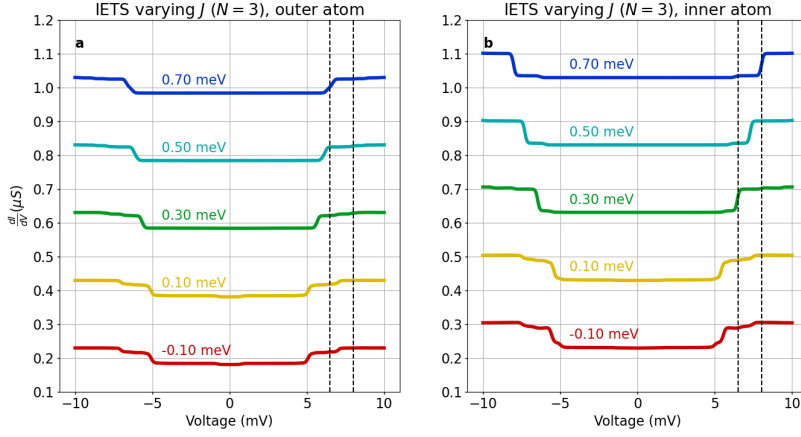 IETS varying J (N = 3), outer atom
IETS varying J (N = 3), inner atom
a
b
1.2
1.1
1.0
0.9
0.8
0.7
0.6
0.5
0.4
0.3
0.2
0.1
dI/dV (μS)
0.70 meV
0.50 meV
0.30 meV
0.10 meV
-0.10 meV
−10 −5 0 5 10
Voltage (mV)
1.2
1.1
1.0
0.9
0.8
0.7
0.6
0.5
0.4
0.3
0.2
0.1
0.70 meV
0.50 meV
0.30 meV
0.10 meV
-0.10 meV
−10 −5 0 5 10
Voltage (mV)